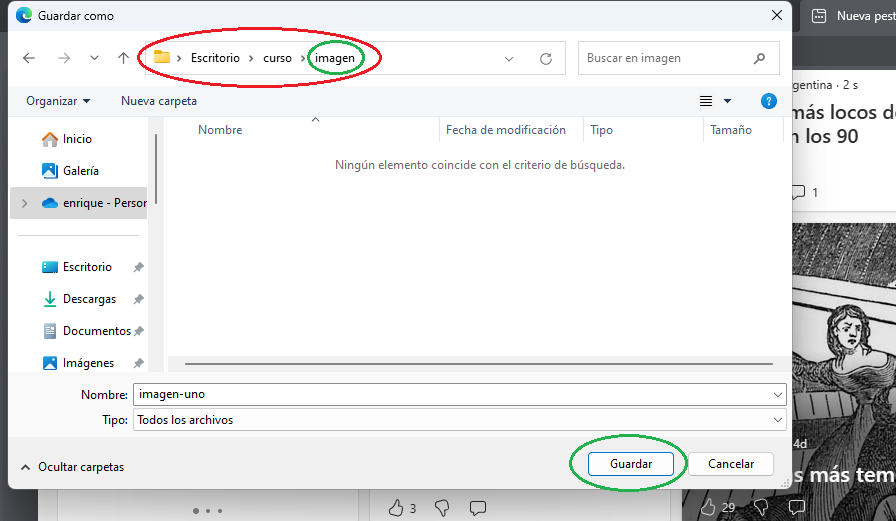 Guardar como
Nueva pest
Escritorio > curso > imagen
Buscar en imagen
Organizar
Nueva carpeta
?
Nombre
Fecha de modificación
Tipo
Tamaño
Ningún elemento coincide con el criterio de búsqueda.
Inicio
Galería
enrique - Person
Escritorio
Descargas
Documentos
Imágenes
Nombre: imagen-uno
Tipo: Todos los archivos
Ocultar carpetas
Guardar
Cancelar
gentina · 2 s
más locos de
n los 90
1
4d
s más tem
3
29